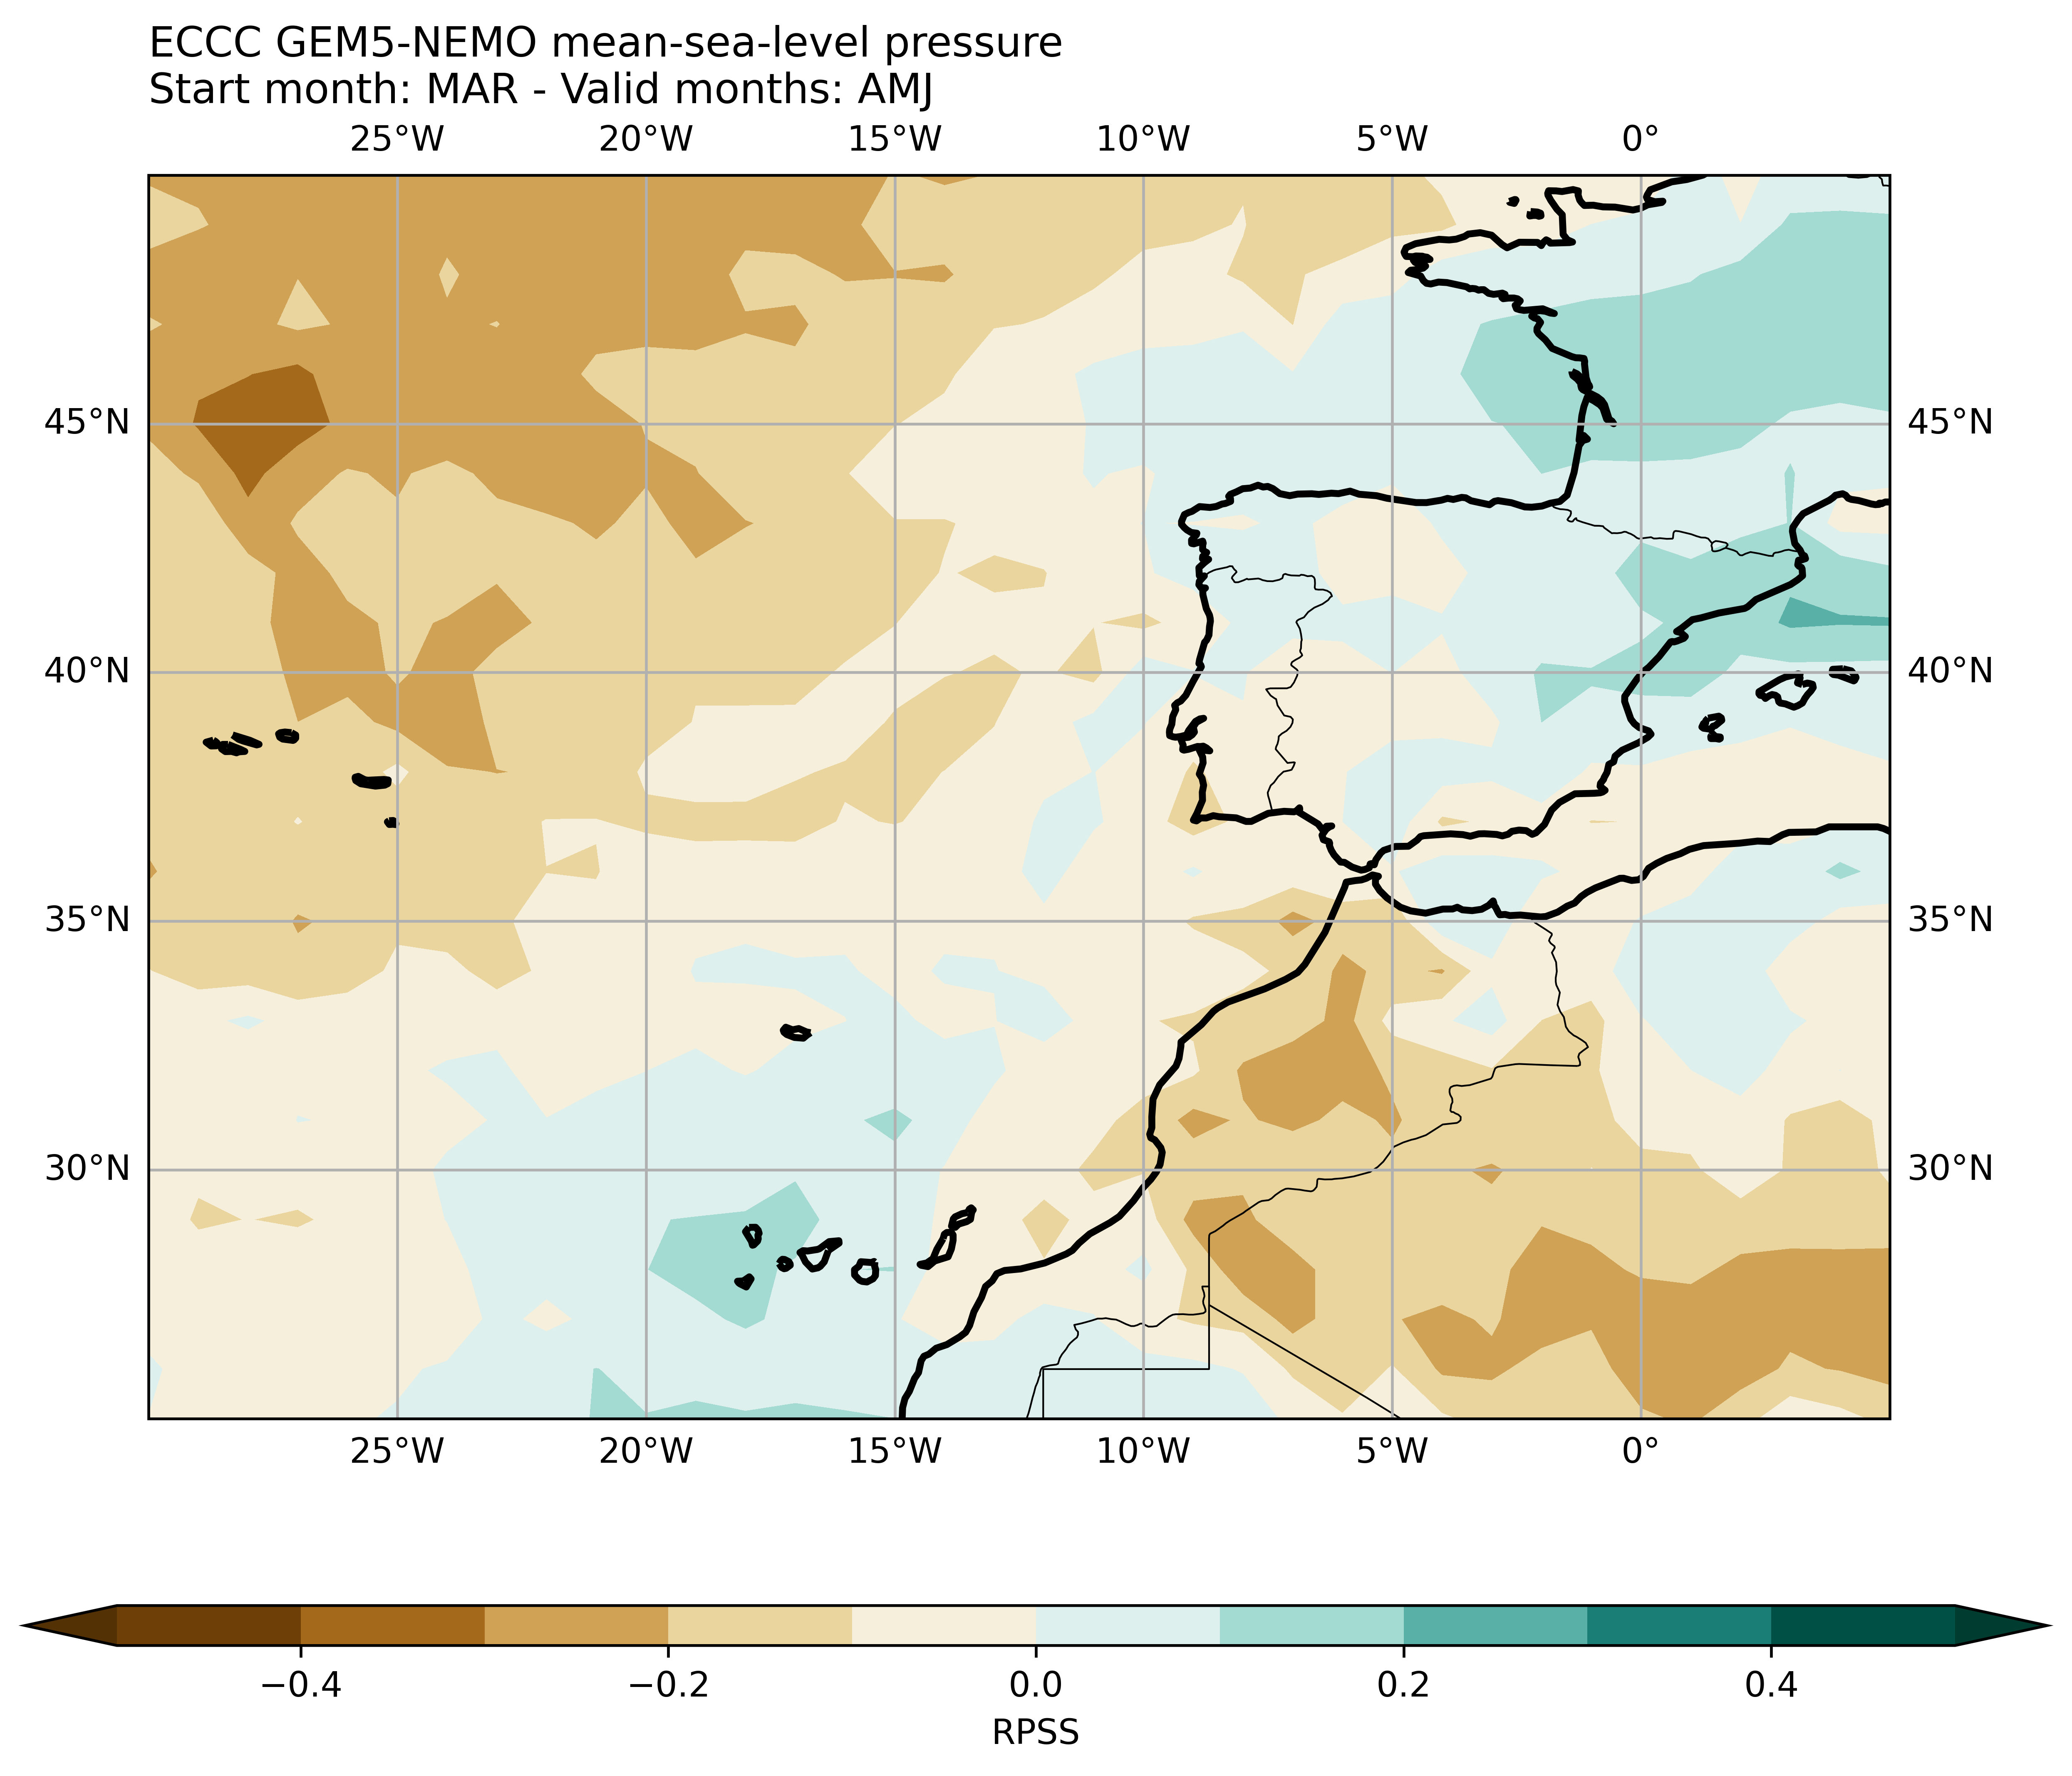 ECCC GEM5-NEMO mean-sea-level pressure
Start month: MAR - Valid months: AMJ
25°W 20°W 15°W 10°W 5°W 0°
45°N 45°N
40°N 40°N
35°N 35°N
30°N 30°N
25°W 20°W 15°W 10°W 5°W 0°
−0.4 −0.2 0.0 0.2 0.4
RPSS